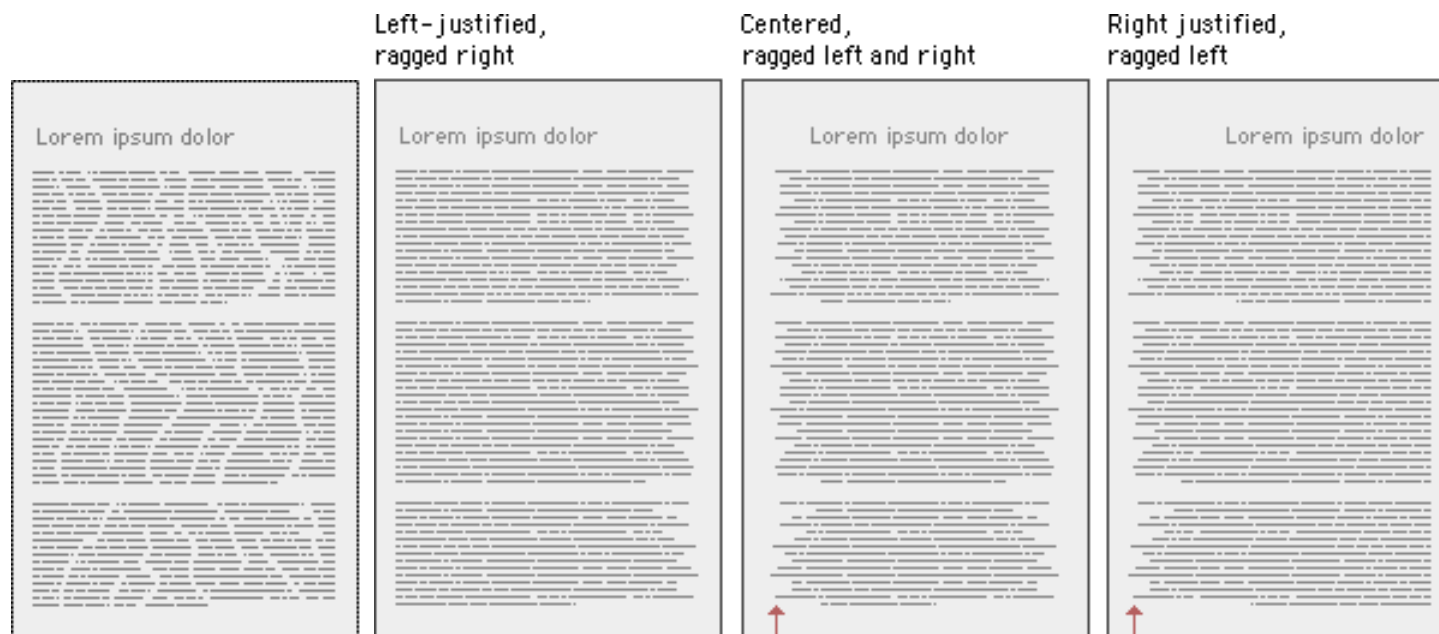 Left-justified,
ragged right
Centered,
ragged left and right
Right justified,
ragged left
Lorem ipsum dolor
Lorem ipsum dolor
Lorem ipsum dolor
Lorem ipsum dolor